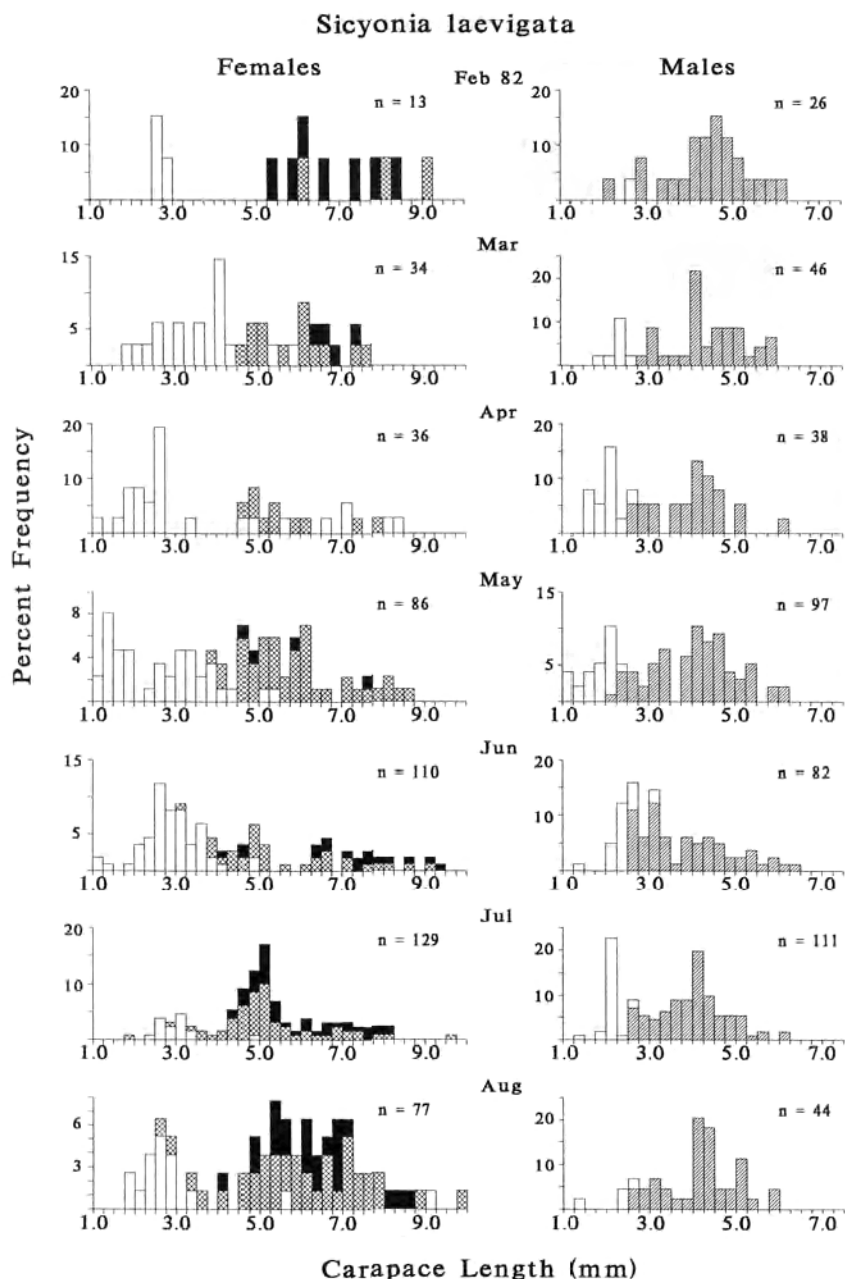 Sicyonia laevigata
Females Males
Feb 82
20
10
n = 13
1.0 3.0 5.0 7.0 9.0
20
10
n = 26
1.0 3.0 5.0 7.0
Mar
15
5
n = 34
1.0 3.0 5.0 7.0 9.0
20
10
n = 46
1.0 3.0 5.0 7.0
Apr
20
10
n = 36
1.0 3.0 5.0 7.0 9.0
20
10
n = 38
1.0 3.0 5.0 7.0
May
8
4
n = 86
1.0 3.0 5.0 7.0 9.0
15
10
5
n = 97
1.0 3.0 5.0 7.0
Jun
15
5
n = 110
1.0 3.0 5.0 7.0 9.0
20
10
n = 82
1 0 3.0 5.0 7.0
Jul
20
10
n = 129
1.0 3.0 5.0 7.0 9.0
20
10
n = 111
1.0 3.0 5.0 7.0
Aug
6
3
n = 77
1.0 3.0 5.0 7.0 9.0
20
10
n = 44
1.0 3.0 5.0 7.0
Percent Frequency
Carapace Length (mm)